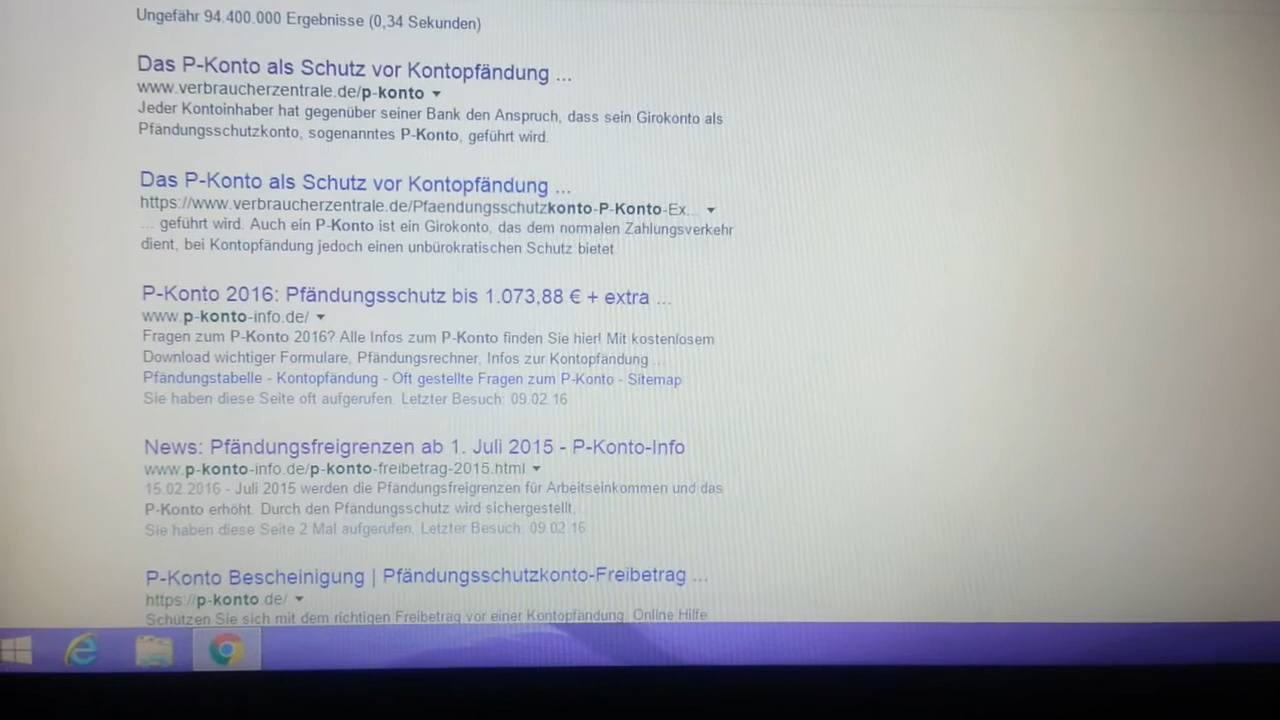 Ungefähr 94.400.000 Ergebnisse (0,34 Sekunden)
Das P-Konto als Schutz vor Kontopfändung ...
www.verbraucherzentrale.de/p-konto
Jeder Kontoinhaber hat gegenüber seiner Bank den Anspruch, dass sein Girokonto als
Pfändungsschutzkonto, sogenanntes P-Konto, geführt wird.
Das P-Konto als Schutz vor Kontopfändung ...
https://www.verbraucherzentrale.de/Pfaendungsschutzkonto-P-Konto-Ex...
... geführt wird. Auch ein P-Konto ist ein Girokonto, das dem normalen Zahlungsverkehr
dient, bei Kontopfändung jedoch einen unbürokratischen Schutz bietet.
P-Konto 2016: Pfändungsschutz bis 1.073,88 € + extra ...
www.p-konto-info.de/
Fragen zum P-Konto 2016? Alle Infos zum P-Konto finden Sie hier! Mit kostenlosem
Download wichtiger Formulare, Pfändungsrechner, Infos zur Kontopfändung ...
Pfändungstabelle - Kontopfändung - Oft gestellte Fragen zum P-Konto - Sitemap
Sie haben diese Seite oft aufgerufen. Letzter Besuch: 09.02.16
News: Pfändungsfreigrenzen ab 1. Juli 2015 - P-Konto-Info
www.p-konto-info.de/p-konto-freibetrag-2015.html
15.02.2016 - Juli 2015 werden die Pfändungsfreigrenzen für Arbeitseinkommen und das
P-Konto erhöht. Durch den Pfändungsschutz wird sichergestellt,
Sie haben diese Seite 2 Mal aufgerufen. Letzter Besuch: 09.02.16
P-Konto Bescheinigung | Pfändungsschutzkonto-Freibetrag ...
https://p-konto.de/
Schützen Sie sich mit dem richtigen Freibetrag vor einer Kontopfändung. Online Hilfe